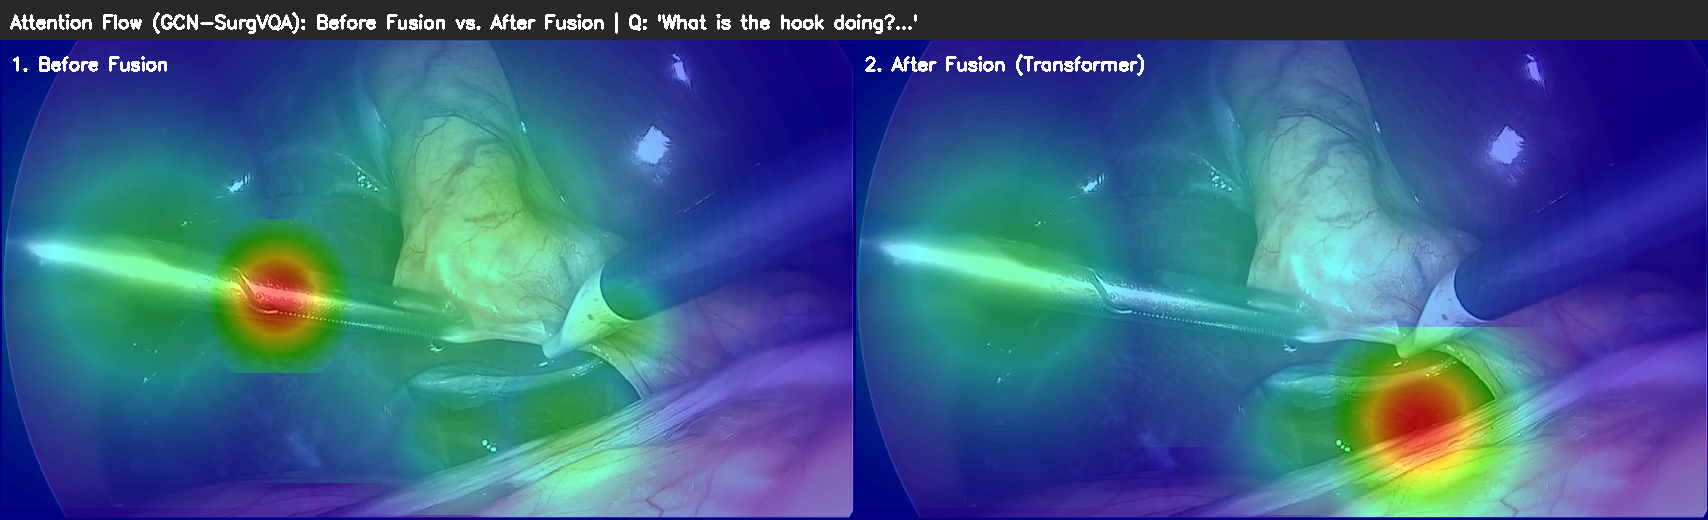 Attention Flow (GCN-SurgVQA): Before Fusion vs. After Fusion | Q: 'What is the hook doing?...'
1. Before Fusion
2. After Fusion (Transformer)